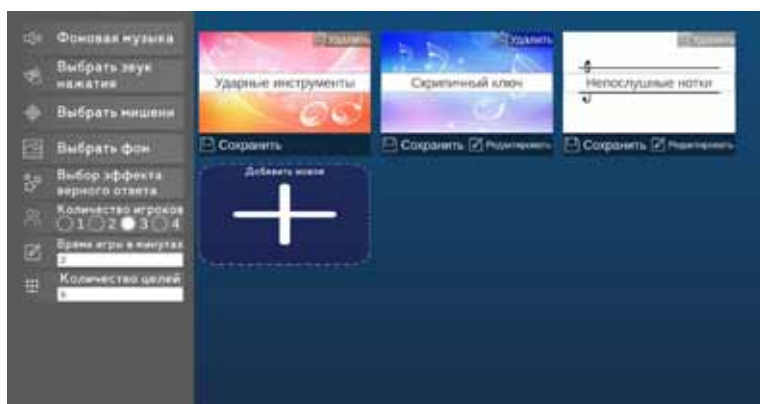 Фоновая музыка
Выбрать звук
нажатия
Выбрать мишени
Выбрать фон
Выбор эффекта
верного ответа
Количество игроков
1 2 3 4
Время игры в минутах
Количество целей
Удалить
Ударные инструменты
Сохранить
Удалить
Скрипичный ключ
Сохранить Редактировать
Удалить
Непослушные нотки
Сохранить Редактировать
Добавить новое